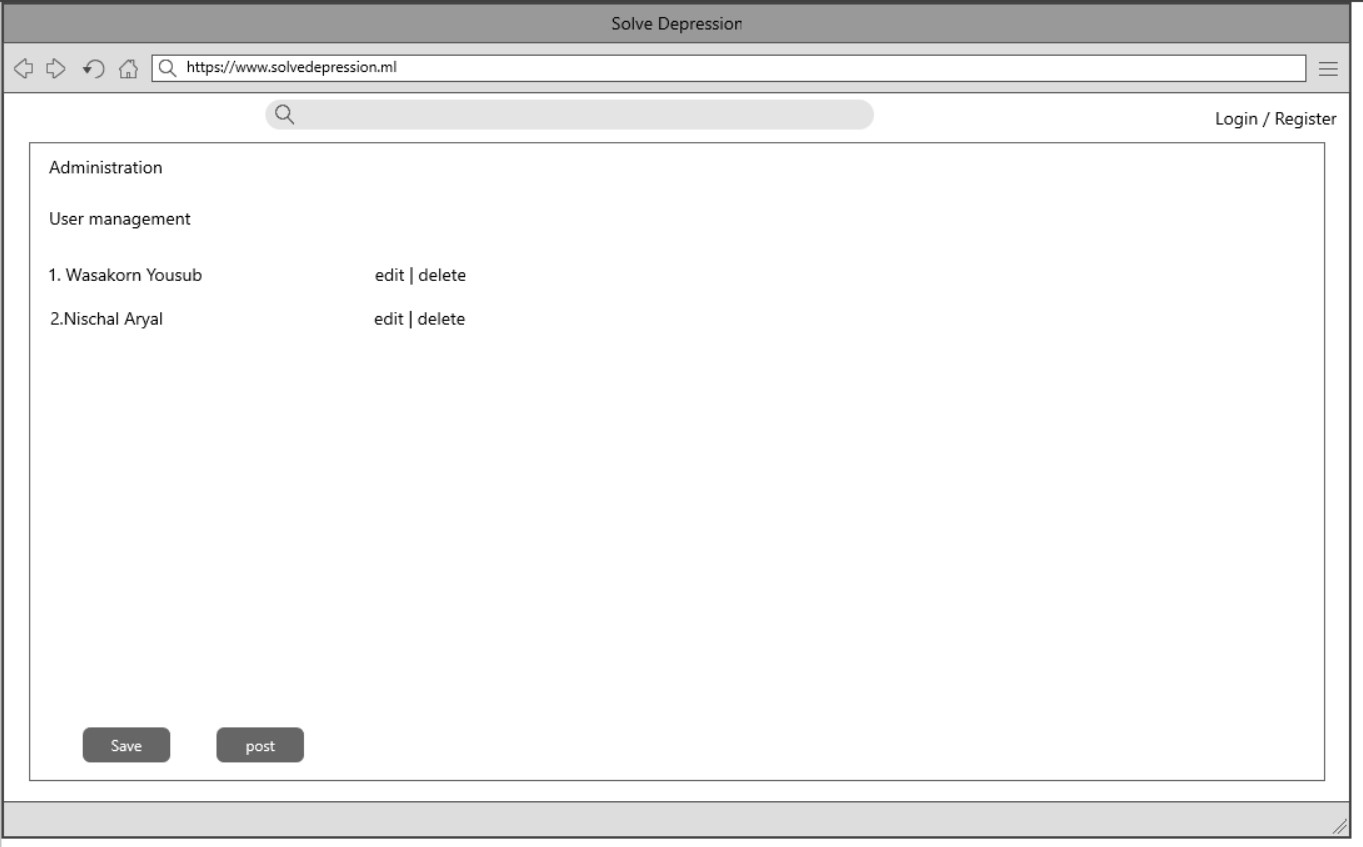 Solve Depression
https://www.solvedepression.ml
Login / Register
Administration
User management
1. Wasakorn Yousub edit | delete
2.Nischal Aryal edit | delete
Save post